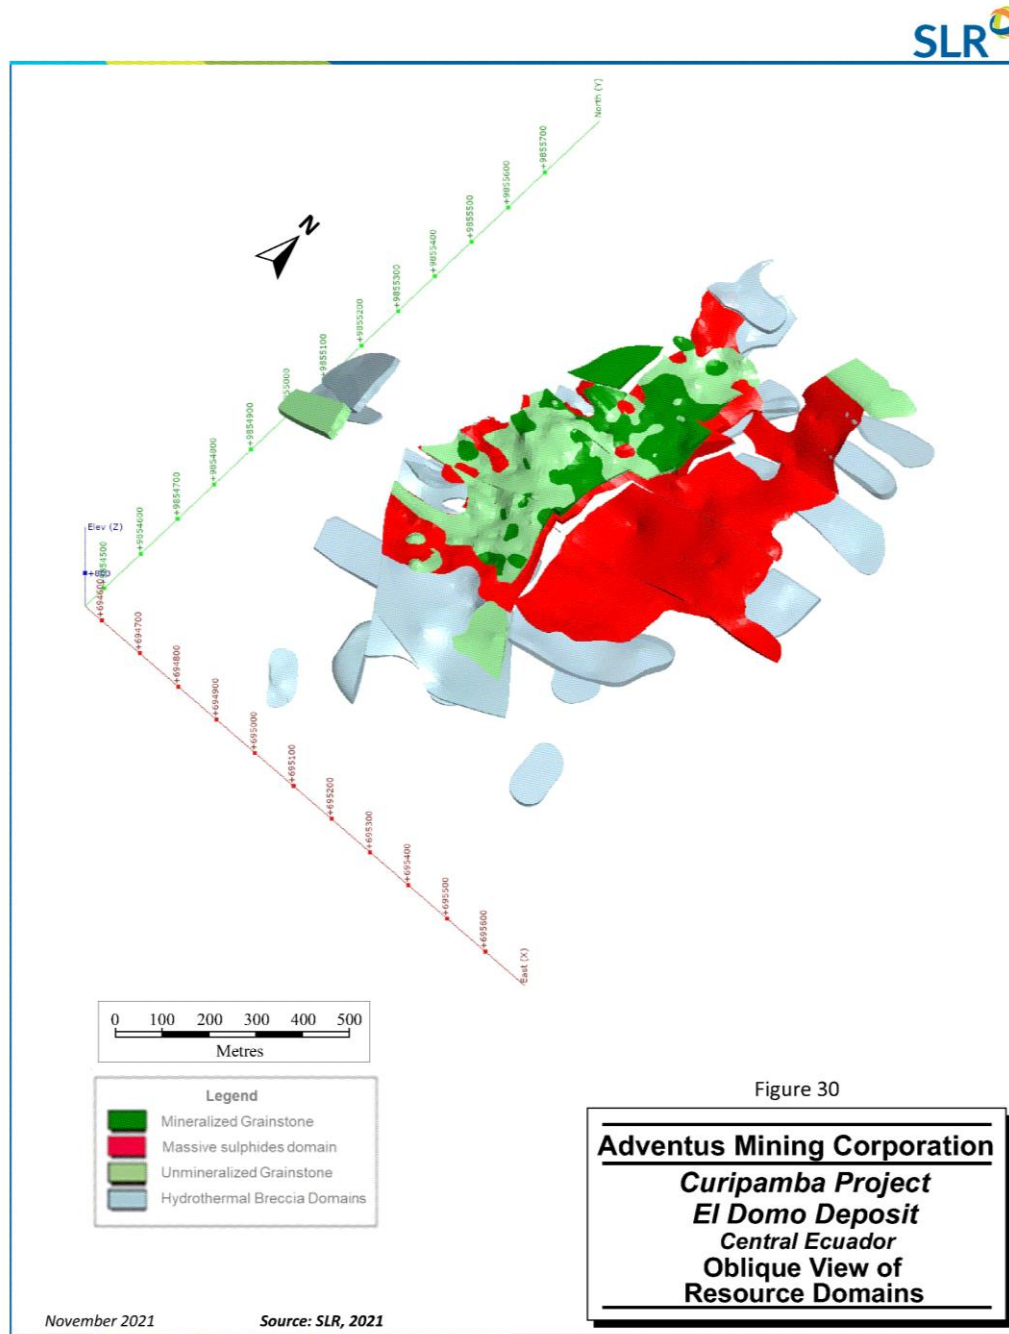 SLR
North (Y)
+9855700
+9855600
+9855500
+9855400
+9855300
+9855200
+9855100
55000
+9854900
+9854800
+9854700
+9854600
9854500
N
Elev (Z)
+694600
+694700
+694800
+694900
+695000
+695100
+695200
+695300
+695400
+695500
+695600
East (X)
0 100 200 300 400 500
Metres
Legend
Mineralized Grainstone
Massive sulphides domain
Unmineralized Grainstone
Hydrothermal Breccia Domains
Figure 30
Adventus Mining Corporation
Curipamba Project
El Domo Deposit
Central Ecuador
Oblique View of
Resource Domains
November 2021 Source: SLR, 2021